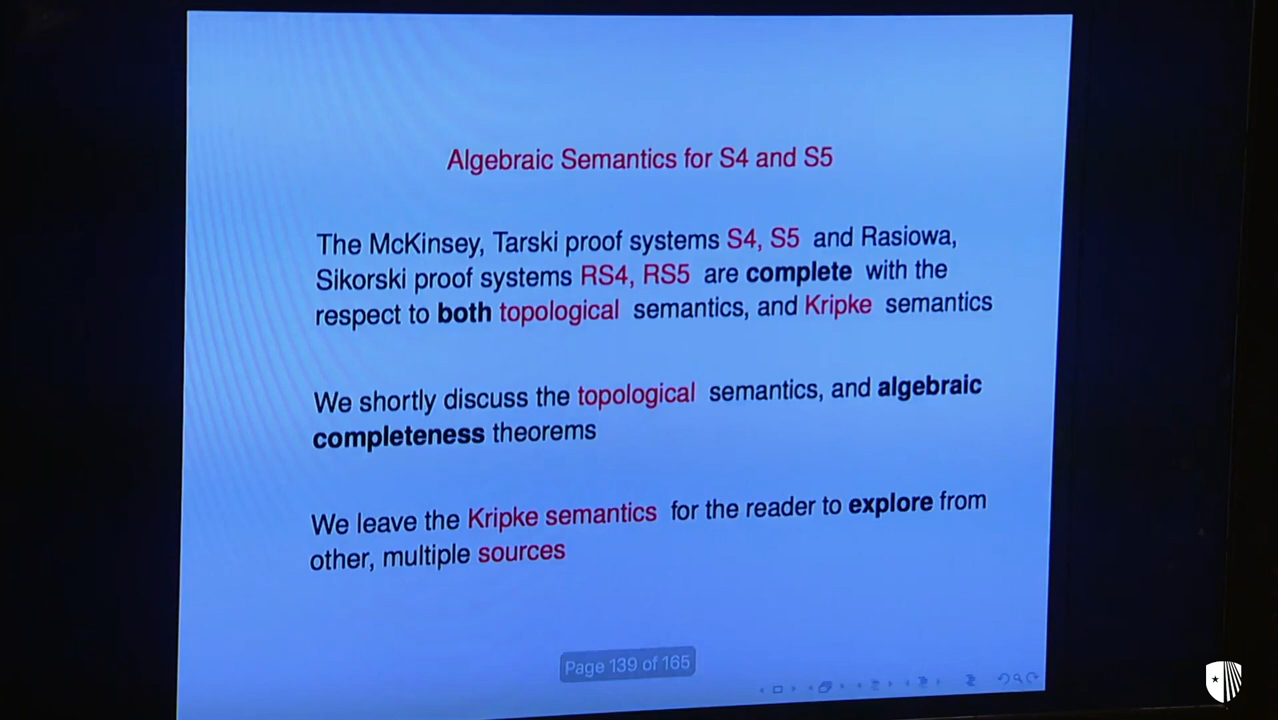 Algebraic Semantics for S4 and S5
The McKinsey, Tarski proof systems S4, S5 and Rasiowa,
Sikorski proof systems RS4, RS5 are complete with the
respect to both topological semantics, and Kripke semantics
We shortly discuss the topological semantics, and algebraic
completeness theorems
We leave the Kripke semantics for the reader to explore from
other, multiple sources
Page 139 of 165